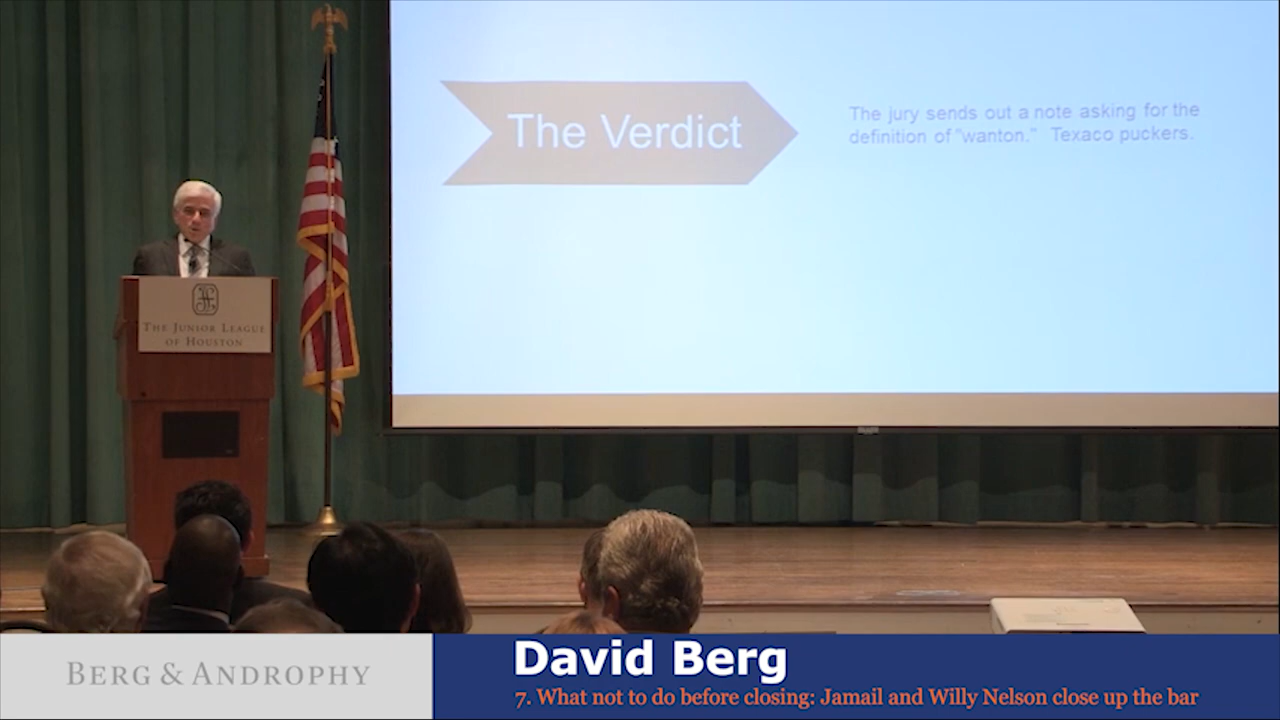 The Verdict
The jury sends out a note asking for the
definition of "wanton." Texaco puckers.
THE JUNIOR LEAGUE
OF HOUSTON
BERG & ANDROPHY
David Berg
7. What not to do before closing: Jamail and Willy Nelson close up the bar